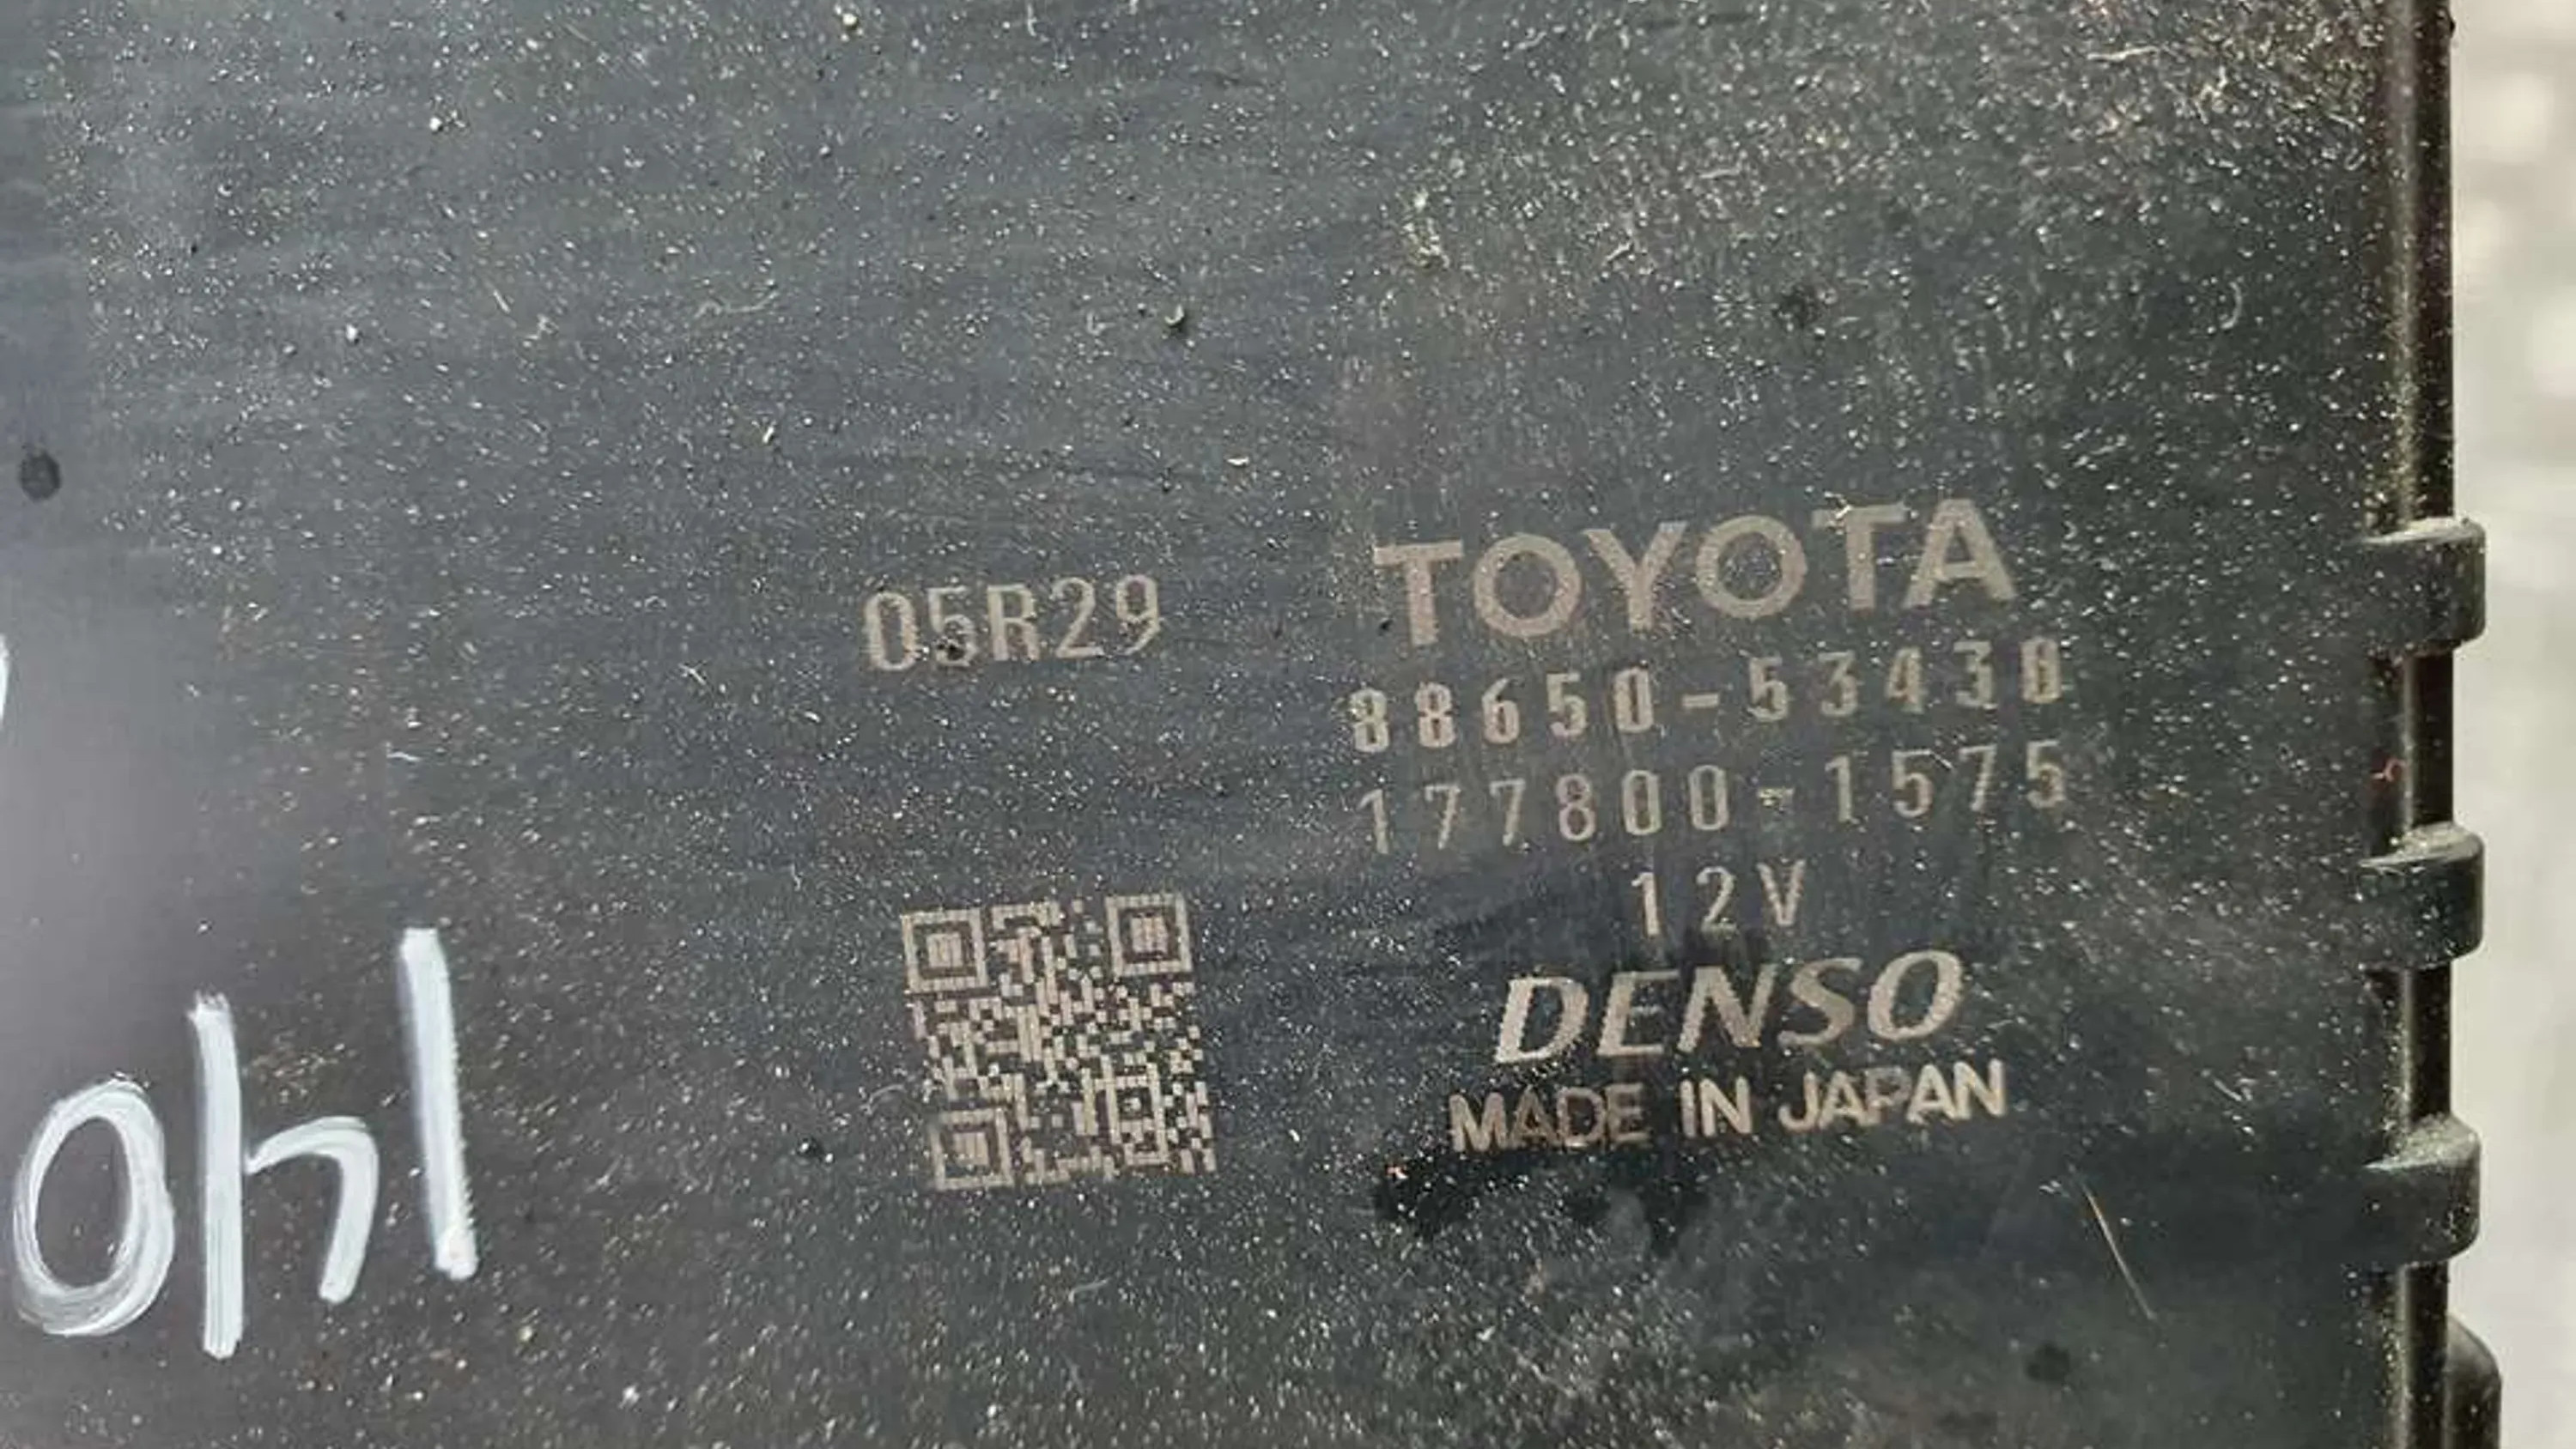 05R29
TOYOTA
88650-53430
177800-1575
12V
DENSO
MADE IN JAPAN